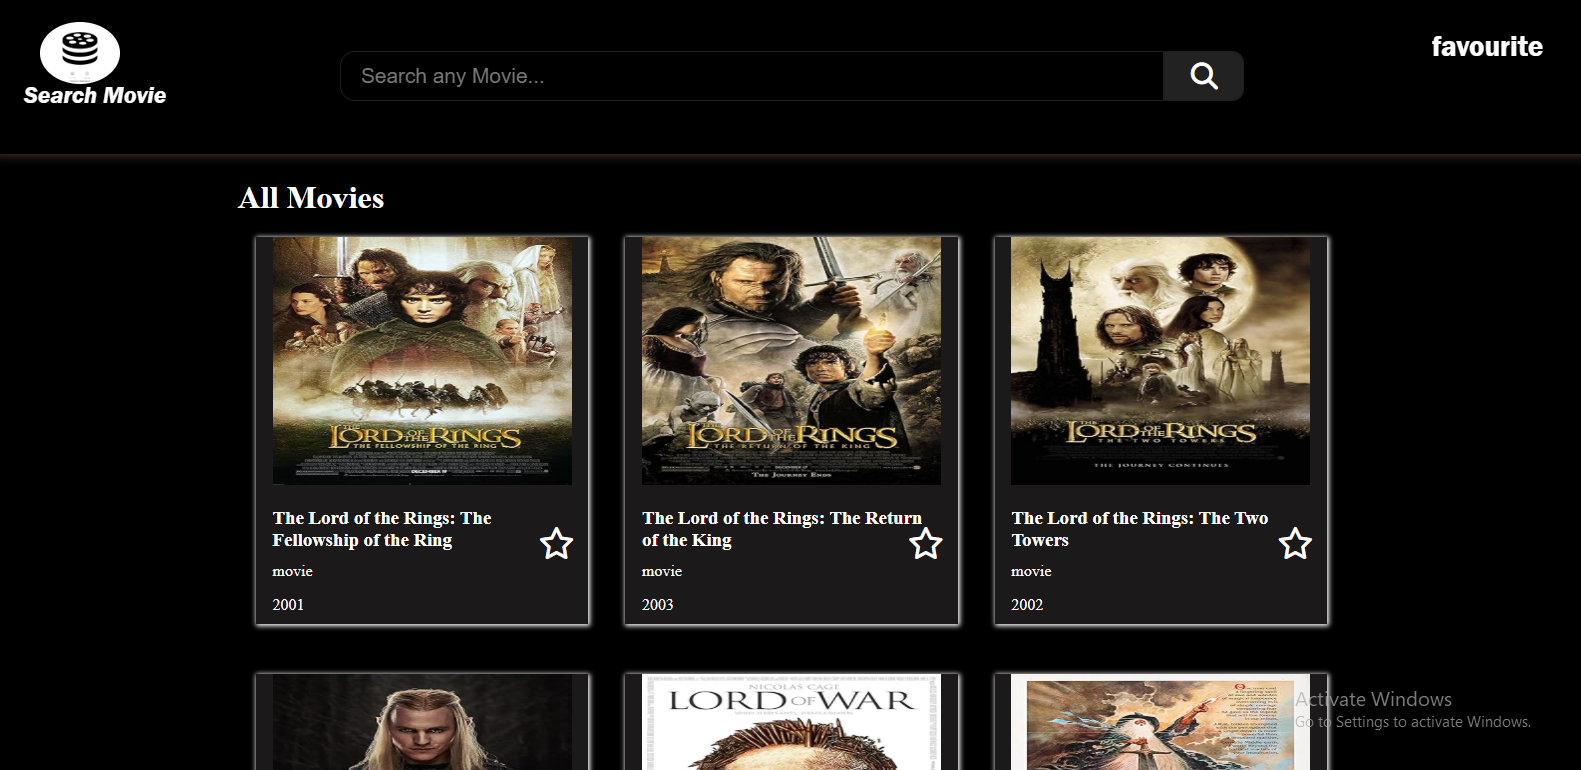 Search Movie
Search any Movie...
favourite
All Movies
THE
LORD OF THE RINGS
THE FELLOWSHIP OF THE RING
DECEMBER 19
THE
LORD OF THE RINGS
THE RETURN OF THE KING
THE JOURNEY ENDS
THE
LORD OF THE RINGS
THE TWO TOWERS
THE JOURNEY CONTINUES
The Lord of the Rings: The
Fellowship of the Ring
movie
2001
The Lord of the Rings: The Return
of the King
movie
2003
The Lord of the Rings: The Two
Towers
movie
2002
NICOLAS CAGE
LORD OF WAR
Activate Windows
Go to Settings to activate Windows.